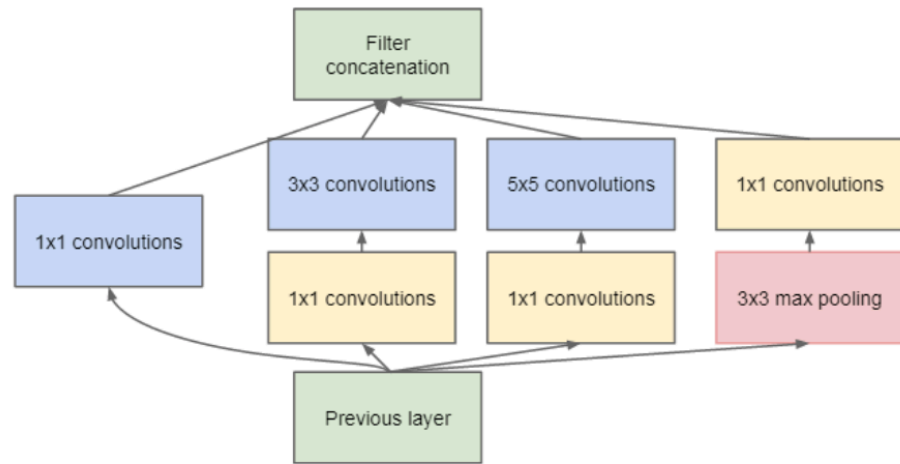 Filter
concatenation
3x3 convolutions
5x5 convolutions
1x1 convolutions
1x1 convolutions
1x1 convolutions
1x1 convolutions
3x3 max pooling
Previous layer